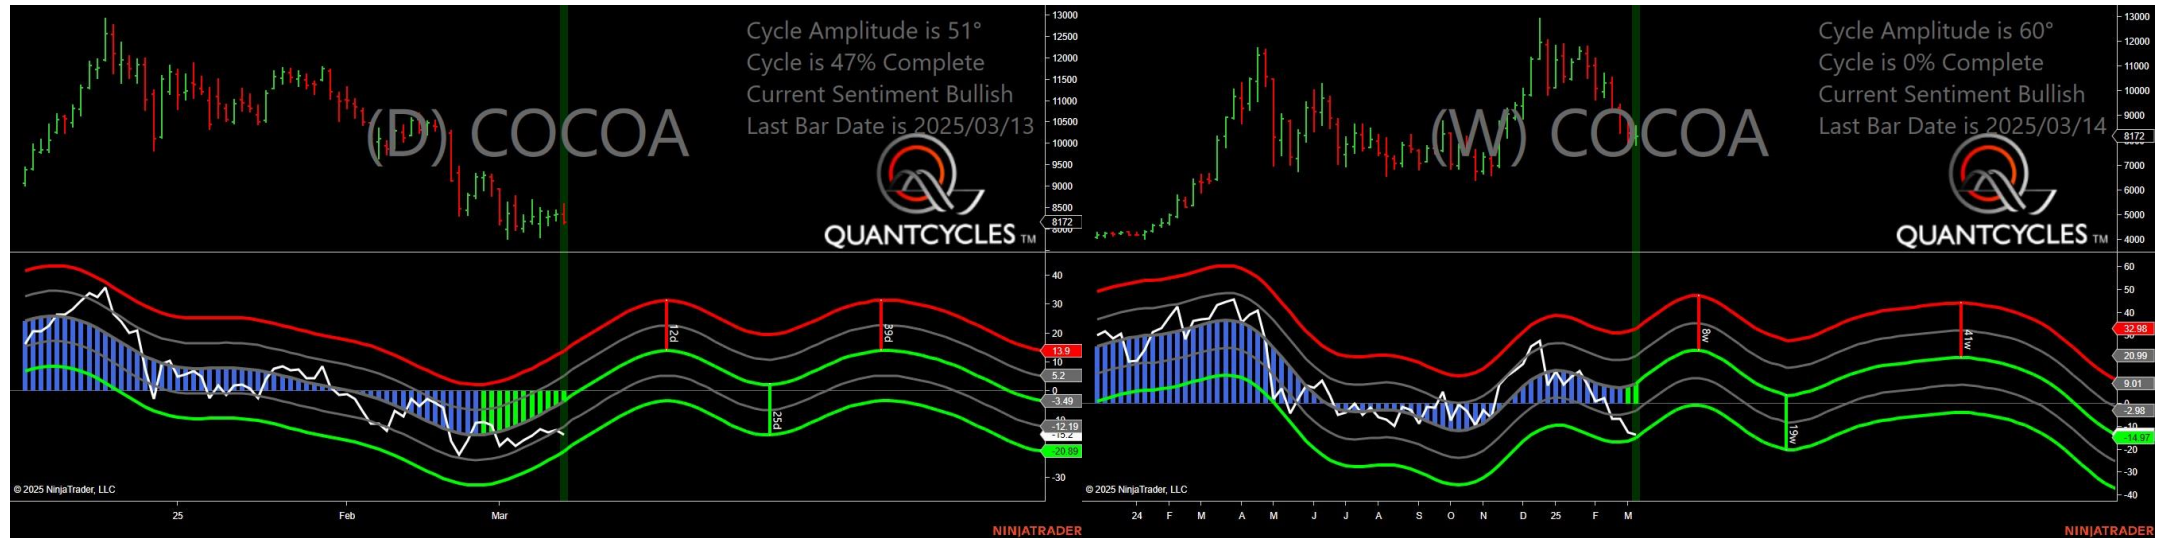 Cycle Amplitude is 51°
Cycle is 47% Complete
Current Sentiment Bullish
Last Bar Date is 2025/03/13
(D) COCOA
QUANTCYCLES TM
13000
12500
12000
11500
11000
10500
10000
9500
9000
8500
8172
40
30
20
13.9
10
5.2
0
-3.49
-12.19
-15.2
-20.89
-30
12d
25d
39d
© 2025 NinjaTrader, LLC
25
Feb
Mar
NINJATRADER
Cycle Amplitude is 60°
Cycle is 0% Complete
Current Sentiment Bullish
Last Bar Date is 2025/03/14
(W) COCOA
QUANTCYCLES TM
13000
12000
11000
10000
9000
8172
7000
6000
5000
4000
60
50
40
32.98
30
20.99
9.01
0
-2.98
-10
-14.97
-20
-30
-40
8w
19w
41w
© 2025 NinjaTrader, LLC
24 F M A M J J A S O N D 25 F M
NINJATRADER